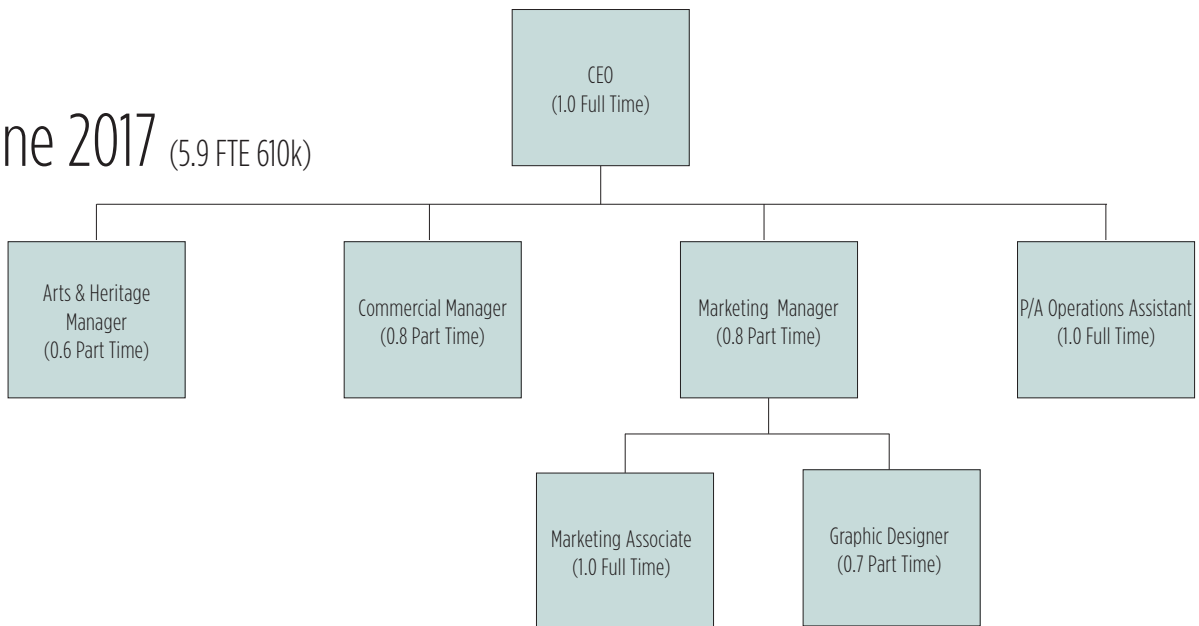 CEO
(1.0 Full Time)
ne 2017 (5.9 FTE 610k)
Arts & Heritage
Manager
(0.6 Part Time)
Commercial Manager
(0.8 Part Time)
Marketing Manager
(0.8 Part Time)
P/A Operations Assistant
(1.0 Full Time)
Marketing Associate
(1.0 Full Time)
Graphic Designer
(0.7 Part Time)